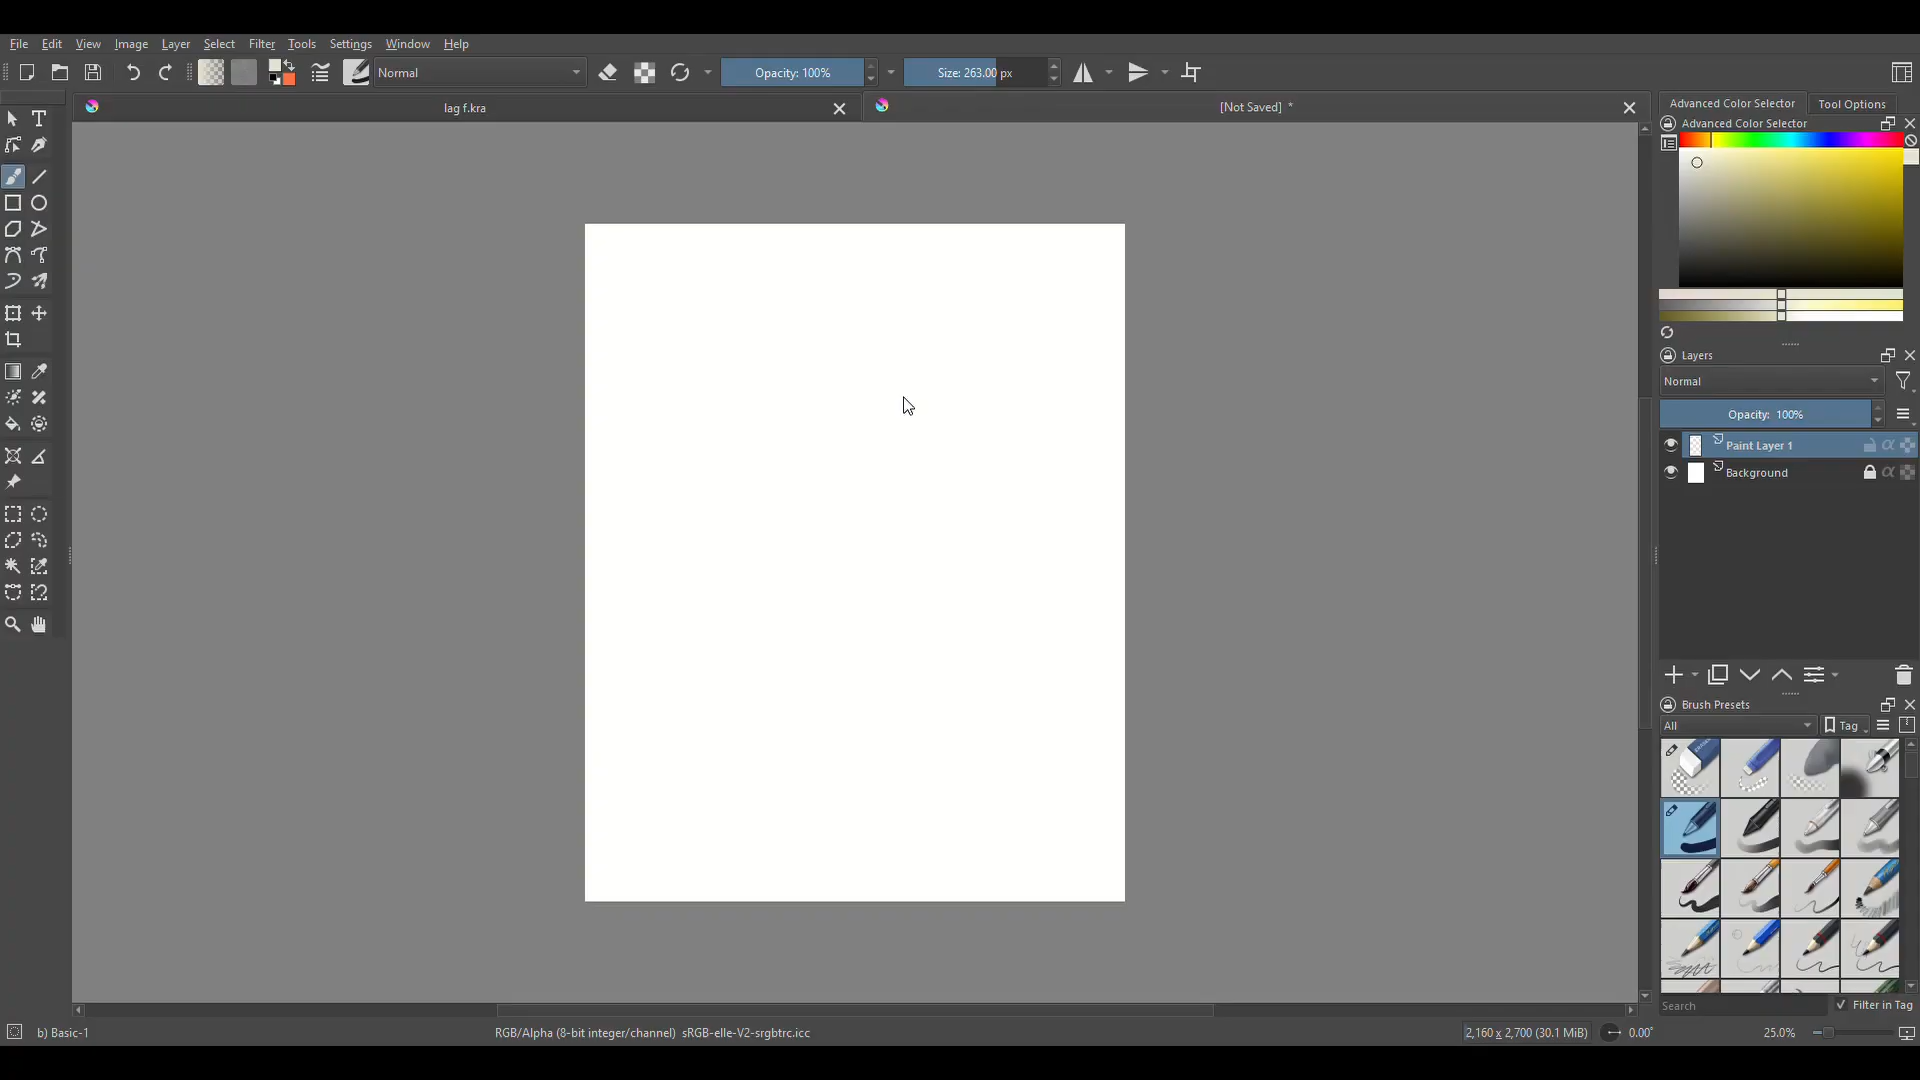 File Edit View Image Layer Select Filter Tools Settings Window Help
Normal Opacity: 100% Size: 263.00 px
lag f.kra [Not Saved] *
Advanced Color Selector Tool Options
Advanced Color Selector
Layers
Normal
Opacity: 100%
Paint Layer 1
Background
Brush Presets
All Tag
Search Filter in Tag
b) Basic-1 RGB/Alpha (8-bit integer/channel) sRGB-elle-V2-srgbtrc.icc 2,160 x 2,700 (30.1 MiB) 0.00° 25.0%